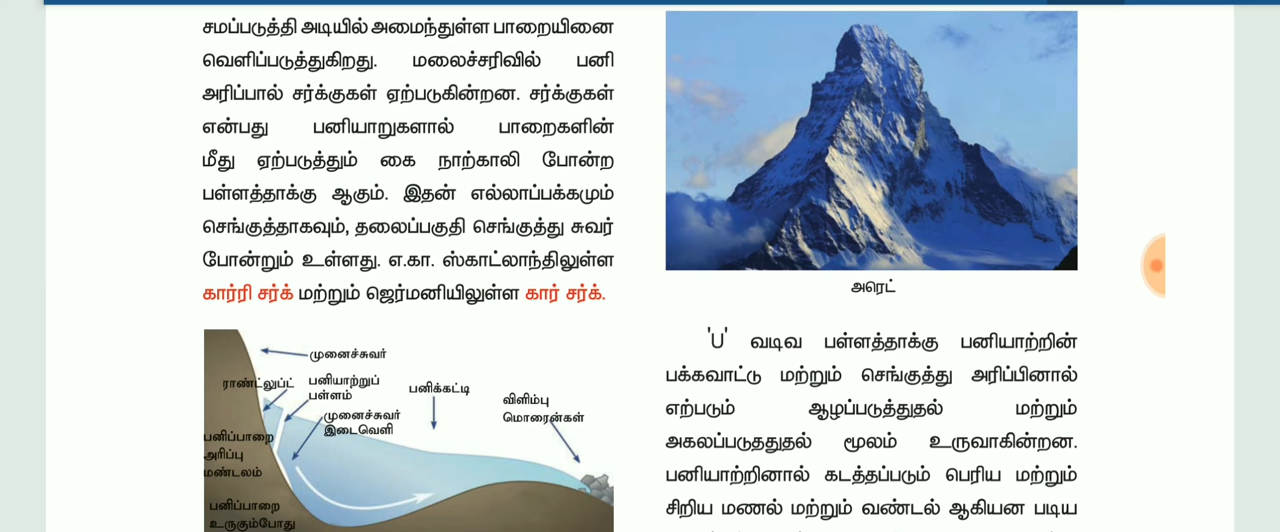 சமப்படுத்தி அடியில் அமைந்துள்ள பாறையினை
வெளிப்படுத்துகிறது. மலைச்சரிவில் பனி
அரிப்பால் சர்க்குகள் ஏற்படுகின்றன. சர்க்குகள்
என்பது பனியாறுகளால் பாறைகளின்
மீது ஏற்படுத்தும் கை நாற்காலி போன்ற
பள்ளத்தாக்கு ஆகும். இதன் எல்லாப்பக்கமும்
செங்குத்தாகவும், தலைப்பகுதி செங்குத்து சுவர்
போன்றும் உள்ளது. எ.கா. ஸ்காட்லாந்திலுள்ள
கார்ரி சர்க் மற்றும் ஜெர்மனியிலுள்ள கார் சர்க்.
முனைச்சுவர்
ராண்ட்லுப்ட்
பனியாற்றுப்
பள்ளம்
பனிக்கட்டி
விளிம்பு
மொரைன்கள்
முனைச்சுவர்
இடைவெளி
பனிப்பாறை
அரிப்பு
மண்டலம்
பனிப்பாறை
உருகும்போது
அரெட்
'U' வடிவ பள்ளத்தாக்கு பனியாற்றின்
பக்கவாட்டு மற்றும் செங்குத்து அரிப்பினால்
எற்படும் ஆழப்படுத்துதல் மற்றும்
அகலப்படுததுதல் மூலம் உருவாகின்றன.
பனியாற்றினால் கடத்தப்படும் பெரிய மற்றும்
சிறிய மணல் மற்றும் வண்டல் ஆகியன படிய